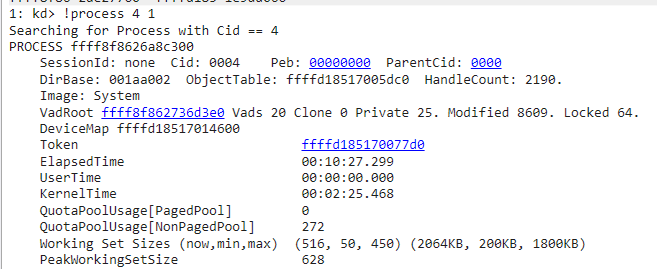 1: kd> !process 4 1
Searching for Process with Cid == 4
PROCESS ffff8f8626a8c300
SessionId: none Cid: 0004 Peb: 00000000 ParentCid: 0000
DirBase: 001aa002 ObjectTable: ffffd18517005dc0 HandleCount: 2190.
Image: System
VadRoot ffff8f862736d3e0 Vads 20 Clone 0 Private 25. Modified 8609. Locked 64.
DeviceMap ffffd18517014600
Token ffffd185170077d0
ElapsedTime 00:10:27.299
UserTime 00:00:00.000
KernelTime 00:02:25.468
QuotaPoolUsage[PagedPool] 0
QuotaPoolUsage[NonPagedPool] 272
Working Set Sizes (now,min,max) (516, 50, 450) (2064KB, 200KB, 1800KB)
PeakWorkingSetSize 628